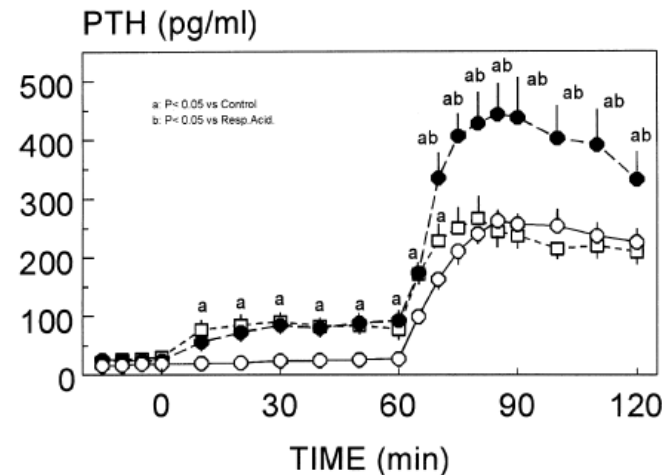 PTH (pg/ml)
500
400
300
200
100
0
a: P< 0.05 vs Control
b: P< 0.05 vs Resp.Acid.
a a a a a a a a ab ab ab ab ab ab ab ab
0 30 60 90 120
TIME (min)